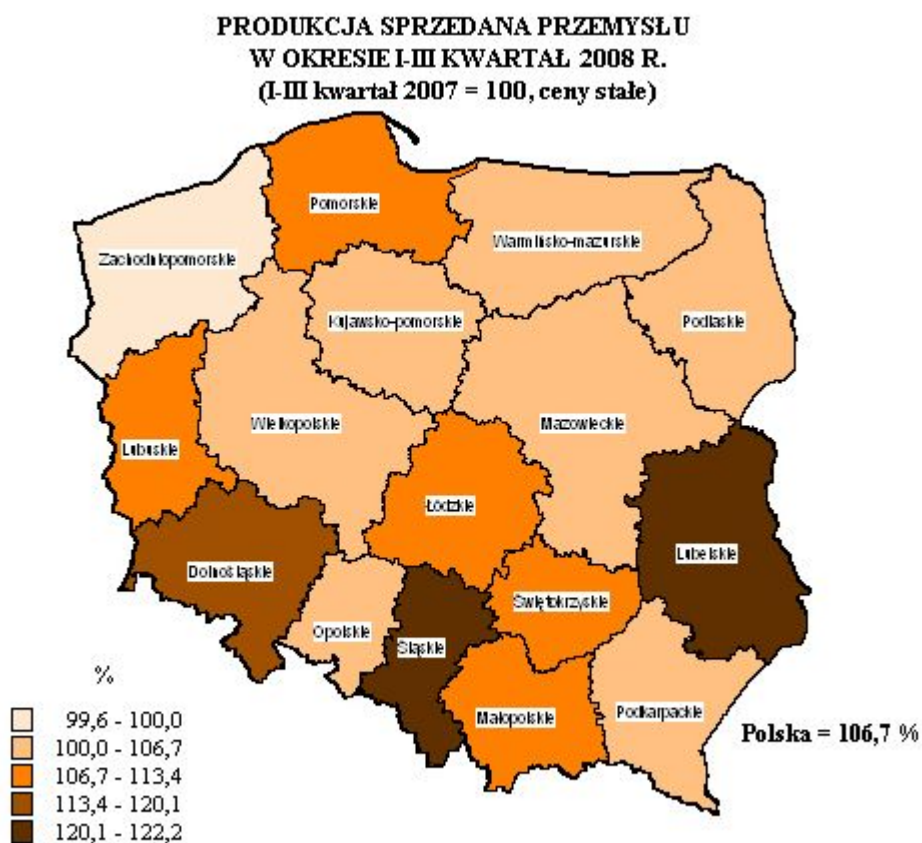 PRODUKCJA SPRZEDANA PRZEMYSŁU
W OKRESIE I-III KWARTAŁ 2008 R.
(I-III kwartał 2007 = 100, ceny stałe)
Pomorskie
Warmińsko-mazurskie
Zachodniopomorskie
Kujawsko-pomorskie
Podlaskie
Wielkopolskie
Mazowieckie
Lubuskie
Łódzkie
Lubelskie
Dolnośląskie
Świętokrzyskie
Opolskie
Śląskie
Małopolskie
Podkarpackie
%
99,6 - 100,0
100,0 - 106,7
106,7 - 113,4
113,4 - 120,1
120,1 - 122,2
Polska = 106,7 %